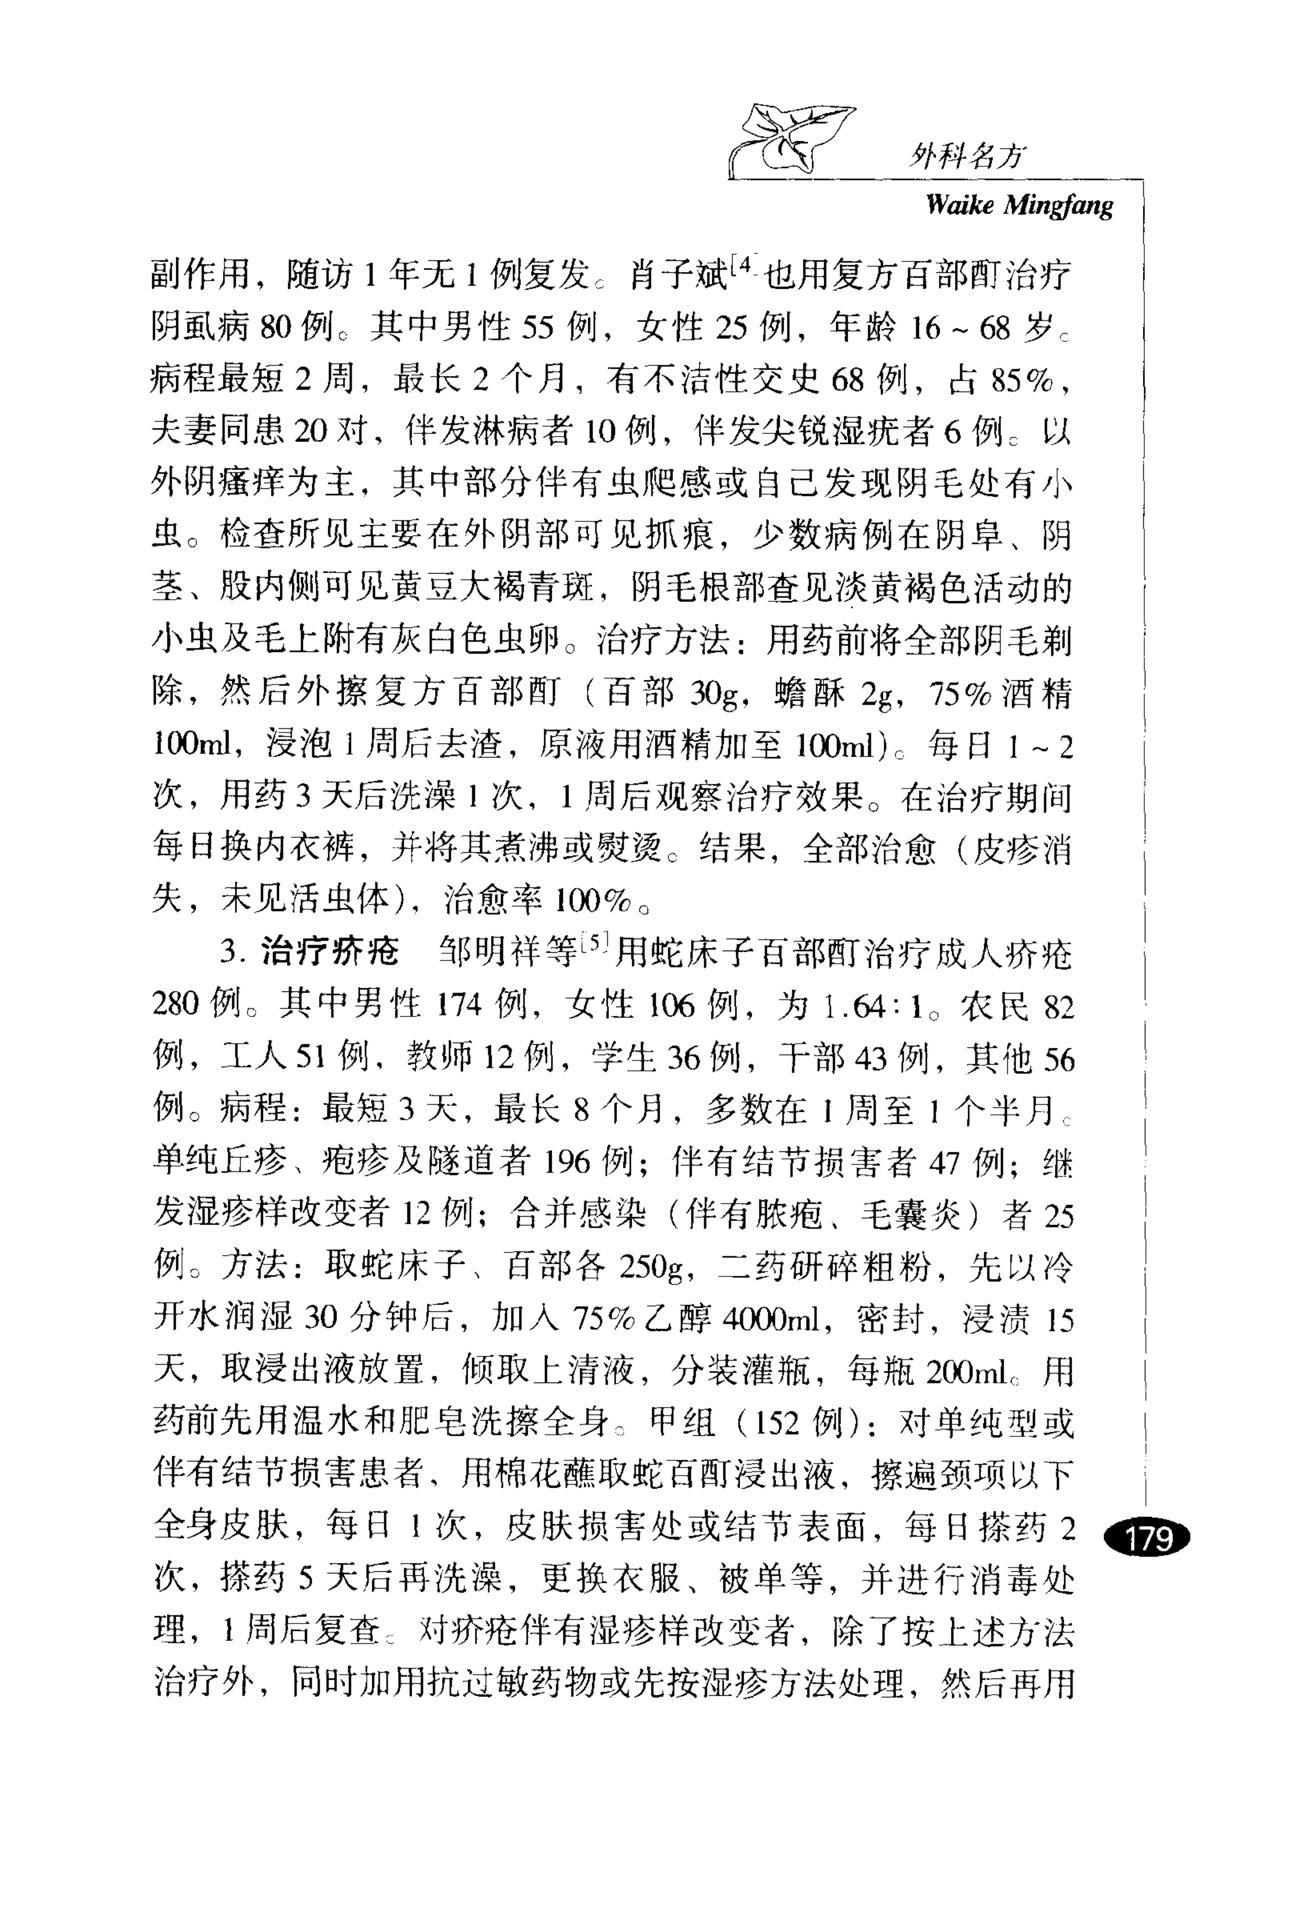 外科名方
Waike Mingfang
副作用，随访1年无1例复发。肖子斌[4]也用复方百部酊治疗
阴虱病80例。其中男性55例，女性25例，年龄16～68岁。
病程最短2周，最长2个月，有不洁性交史68例，占85%，
夫妻同患20对，伴发淋病者10例，伴发尖锐湿疣者6例。以
外阴瘙痒为主，其中部分伴有虫爬感或自己发现阴毛处有小
虫。检查所见主要在外阴部可见抓痕，少数病例在阴阜、阴
茎、股内侧可见黄豆大褐青斑，阴毛根部查见淡黄褐色活动的
小虫及毛上附有灰白色虫卵。治疗方法：用药前将全部阴毛剃
除，然后外擦复方百部酊（百部30g，蟾酥2g，75%酒精
100ml，浸泡1周后去渣，原液用酒精加至100ml）。每日1～2
次，用药3天后洗澡1次，1周后观察治疗效果。在治疗期间
每日换内衣裤，并将其煮沸或熨烫。结果，全部治愈（皮疹消
失，未见活虫体），治愈率100%。
3. 治疗疥疮 邹明祥等[5]用蛇床子百部酊治疗成人疥疮
280例。其中男性174例，女性106例，为1.64∶1。农民82
例，工人51例，教师12例，学生36例，干部43例，其他56
例。病程：最短3天，最长8个月，多数在1周至1个半月。
单纯丘疹、疱疹及隧道者196例；伴有结节损害者47例；继
发湿疹样改变者12例；合并感染（伴有脓疱、毛囊炎）者25
例。方法：取蛇床子、百部各250g，二药研碎粗粉，先以冷
开水润湿30分钟后，加入75%乙醇4000ml，密封，浸渍15
天，取浸出液放置，倾取上清液，分装灌瓶，每瓶200ml。用
药前先用温水和肥皂洗擦全身。甲组（152例）：对单纯型或
伴有结节损害患者，用棉花蘸取蛇百酊浸出液，擦遍颈项以下
全身皮肤，每日1次，皮肤损害处或结节表面，每日搽药2
次，搽药5天后再洗澡，更换衣服、被单等，并进行消毒处
理，1周后复查。对疥疮伴有湿疹样改变者，除了按上述方法
治疗外，同时加用抗过敏药物或先按湿疹方法处理，然后再用
179